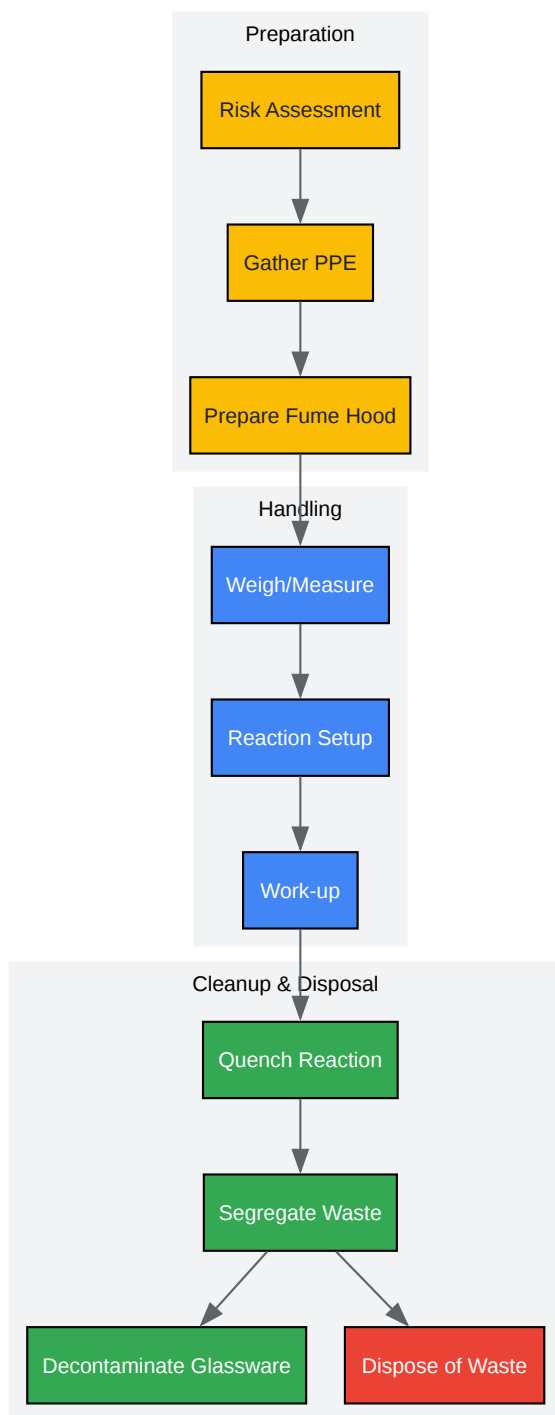 Preparation
Risk Assessment
Gather PPE
Prepare Fume Hood
Handling
Weigh/Measure
Reaction Setup
Work-up
Cleanup & Disposal
Quench Reaction
Segregate Waste
Decontaminate Glassware
Dispose of Waste